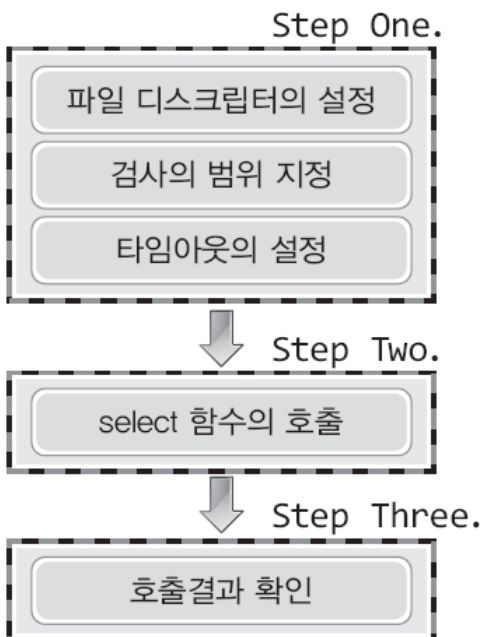 Step One.
파일 디스크립터의 설정
검사의 범위 지정
타임아웃의 설정
Step Two.
select 함수의 호출
Step Three.
호출결과 확인